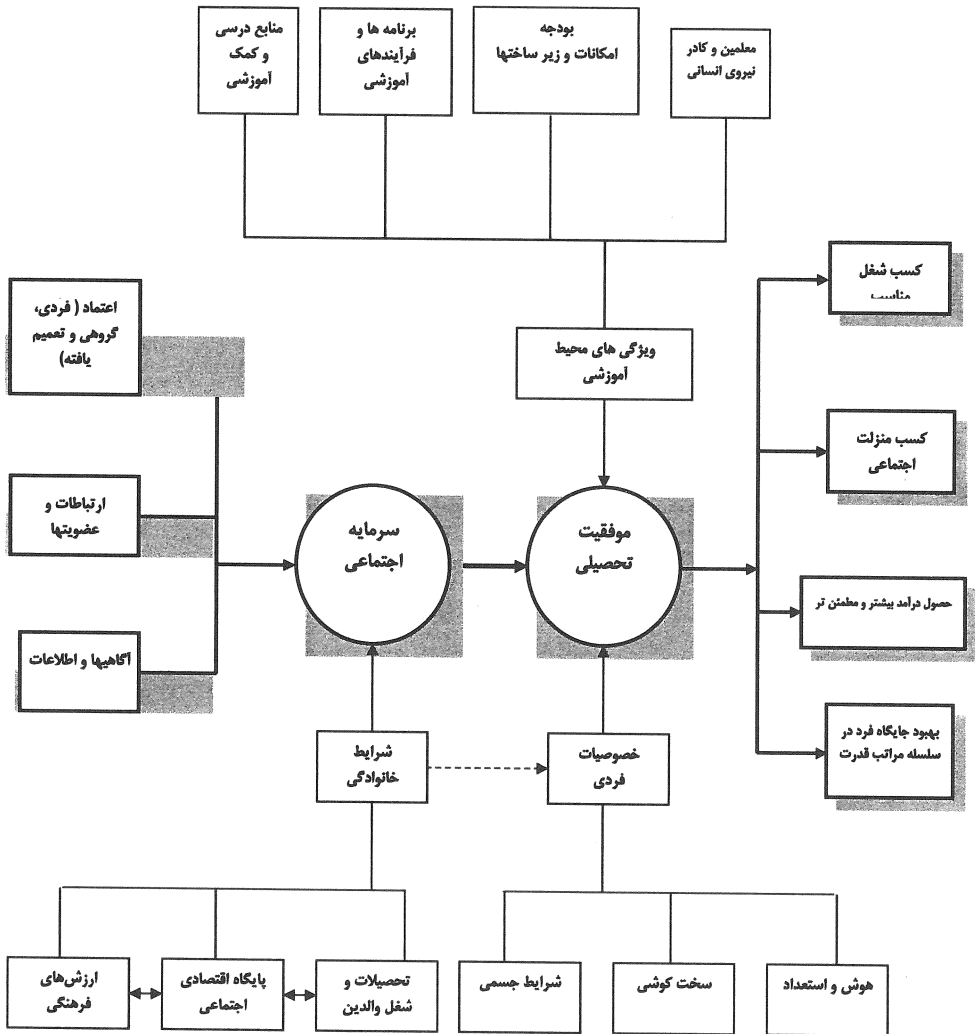 معلمین و کادر
نیروی انسانی
بودجه
امکانات و زیر ساختها
برنامه ها و
فرآیندهای
آموزشی
منابع درسی
و کمک
آموزشی
ویژگی های محیط
آموزشی
اعتماد ( فردی،
گروهی و تعمیم
یافته)
ارتباطات و
عضویتها
آگاهیها و اطلاعات
سرمایه
اجتماعی
موفقیت
تحصیلی
کسب شغل
مناسب
کسب منزلت
اجتماعی
حصول درآمد بیشتر و مطمئن تر
بهبود جایگاه فرد در
سلسله مراتب قدرت
شرایط
خانوادگی
خصوصیات
فردی
هوش و استعداد
سخت کوشی
شرایط جسمی
تحصیلات و
شغل والدین
پایگاه اقتصادی
اجتماعی
ارزش‌های
فرهنگی